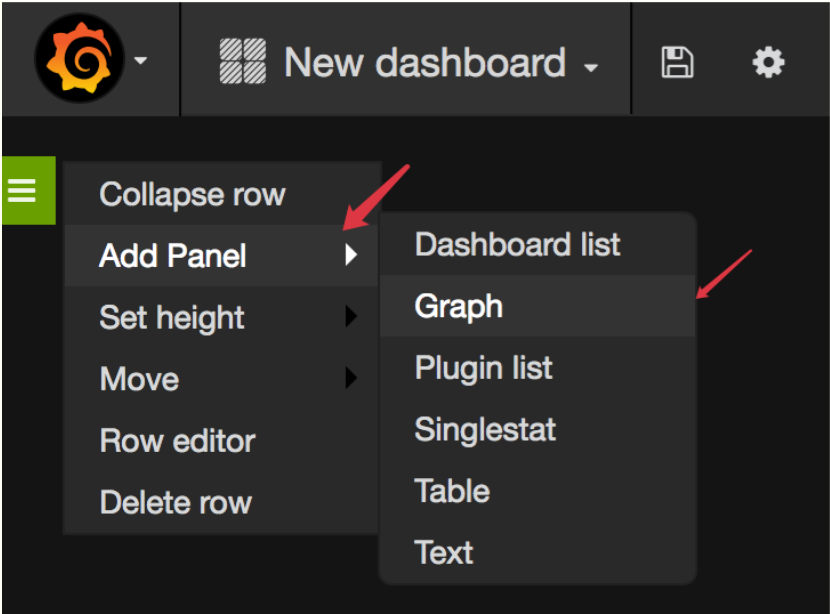 New dashboard
Collapse row
Add Panel
Set height
Move
Row editor
Delete row
Dashboard list
Graph
Plugin list
Singlestat
Table
Text